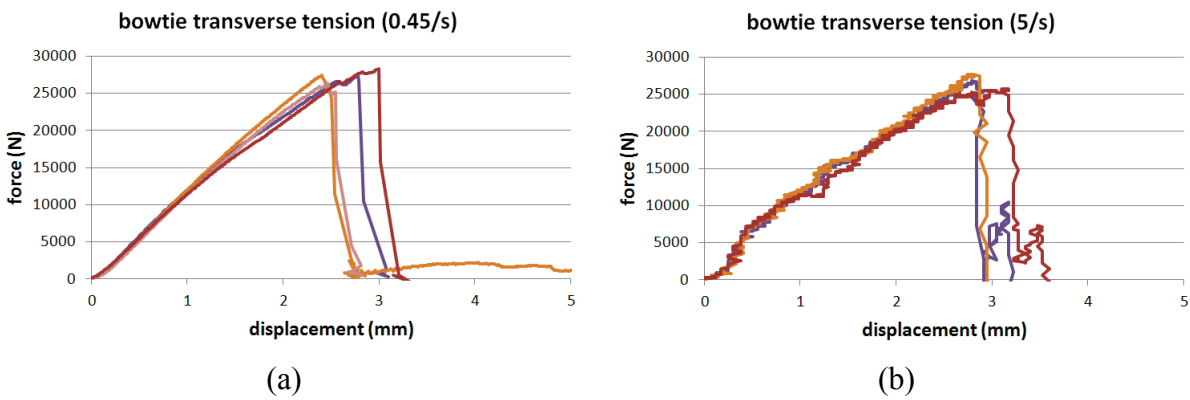 bowtie transverse tension (0.45/s)
30000
25000
20000
15000
10000
5000
0
force (N)
0 1 2 3 4 5
displacement (mm)
(a)
bowtie transverse tension (5/s)
30000
25000
20000
15000
10000
5000
0
force (N)
0 1 2 3 4 5
displacement (mm)
(b)